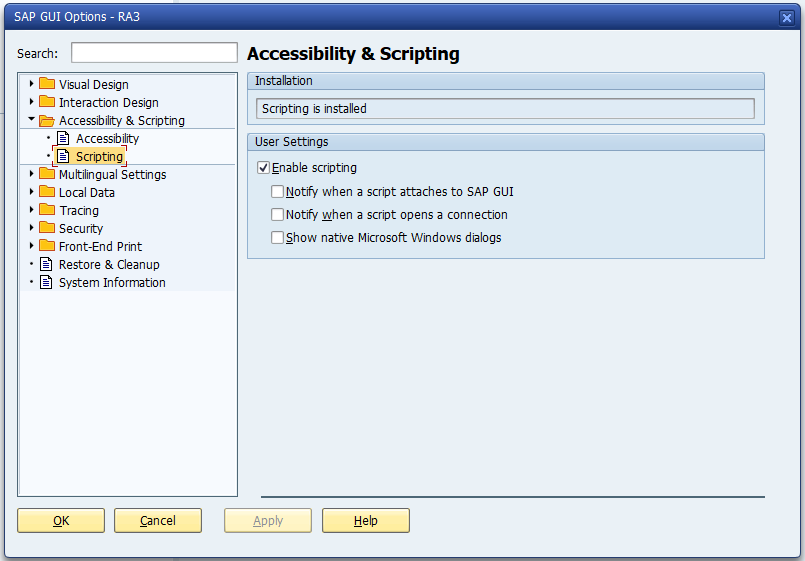 SAP GUI Options - RA3
Search:
Visual Design
Interaction Design
Accessibility & Scripting
Accessibility
Scripting
Multilingual Settings
Local Data
Tracing
Security
Front-End Print
Restore & Cleanup
System Information
Accessibility & Scripting
Installation
Scripting is installed
User Settings
Enable scripting
Notify when a script attaches to SAP GUI
Notify when a script opens a connection
Show native Microsoft Windows dialogs
OK Cancel Apply Help